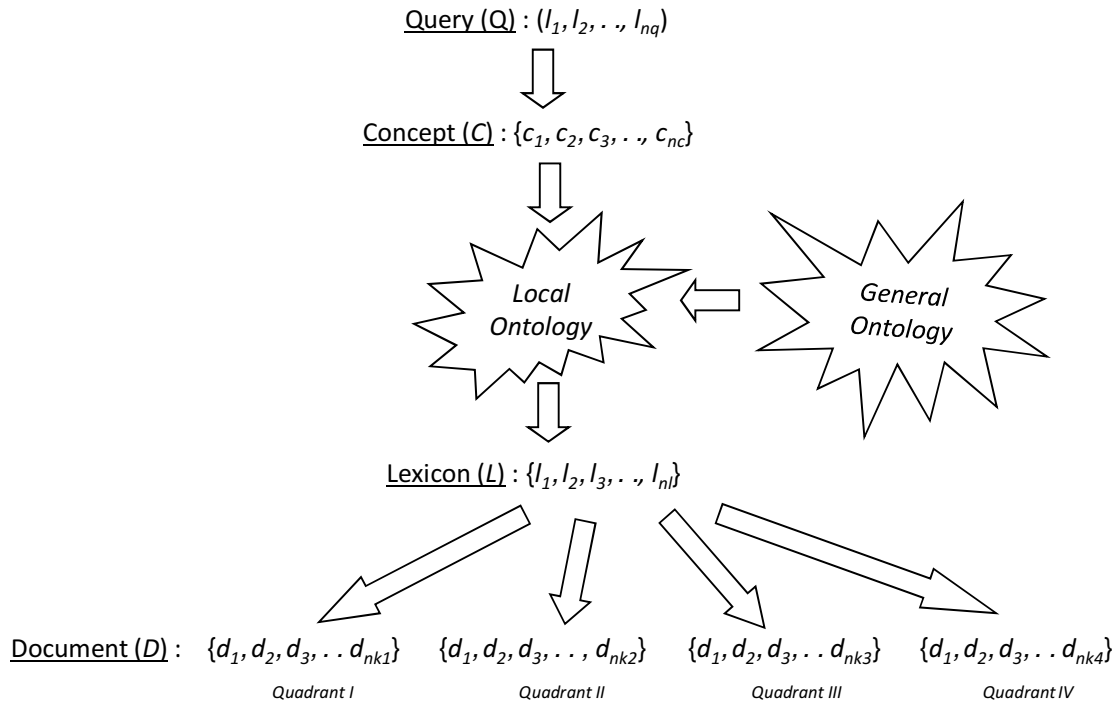 Query (Q) : (l1, l2, . ., lnq)
Concept (C) : {c1, c2, c3, . ., cnc}
Local
Ontology
General
Ontology
Lexicon (L) : {l1, l2, l3, . ., lnl}
Document (D) : {d1, d2, d3, . . dnk1} {d1, d2, d3, . . , dnk2} {d1, d2, d3, . . dnk3} {d1, d2, d3, . . dnk4}
Quadrant I Quadrant II Quadrant III Quadrant IV